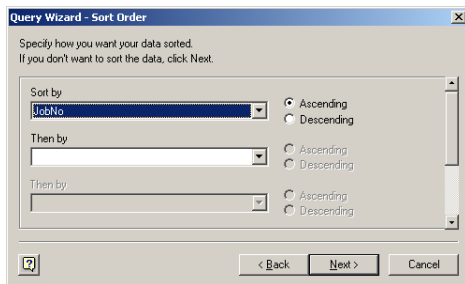 Query Wizard - Sort Order
Specify how you want your data sorted.
If you don't want to sort the data, click Next.
Sort by
JobNo
Ascending
Descending
Then by
Ascending
Descending
Then by
Ascending
Descending
< Back Next > Cancel